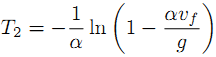 T_2 = -\frac{1}{\alpha} \ln \left( 1 - \frac{\alpha v_f}{g} \right)